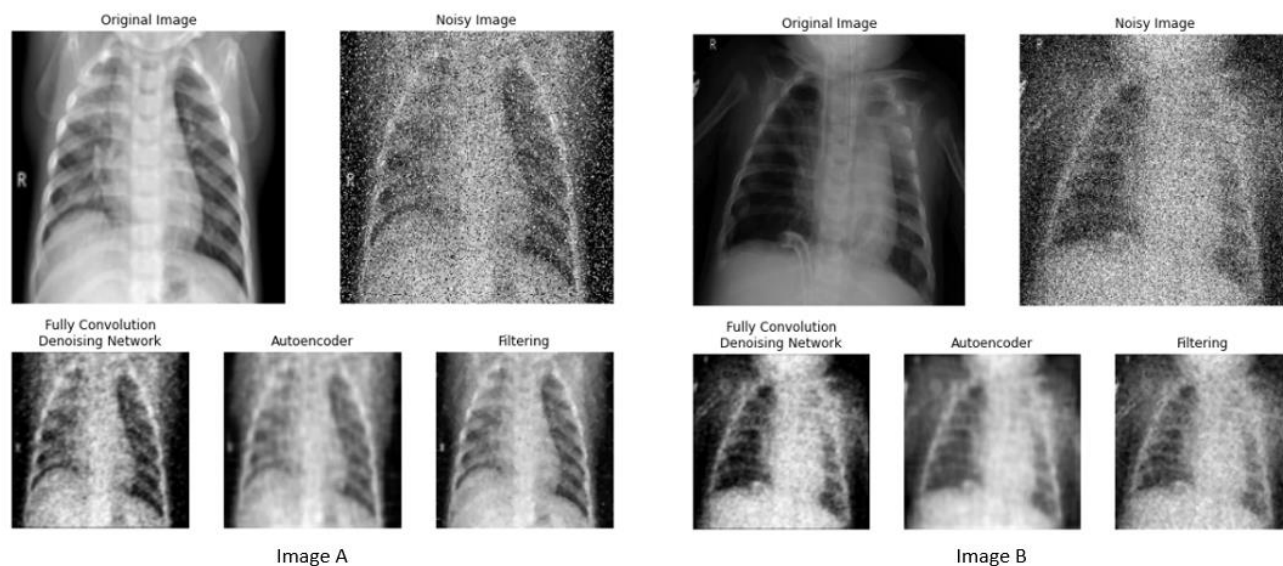 Original Image
Noisy Image
R
R
Fully Convolution
Denoising Network
Autoencoder
Filtering
Image A
Original Image
Noisy Image
R
R
Fully Convolution
Denoising Network
Autoencoder
Filtering
Image B